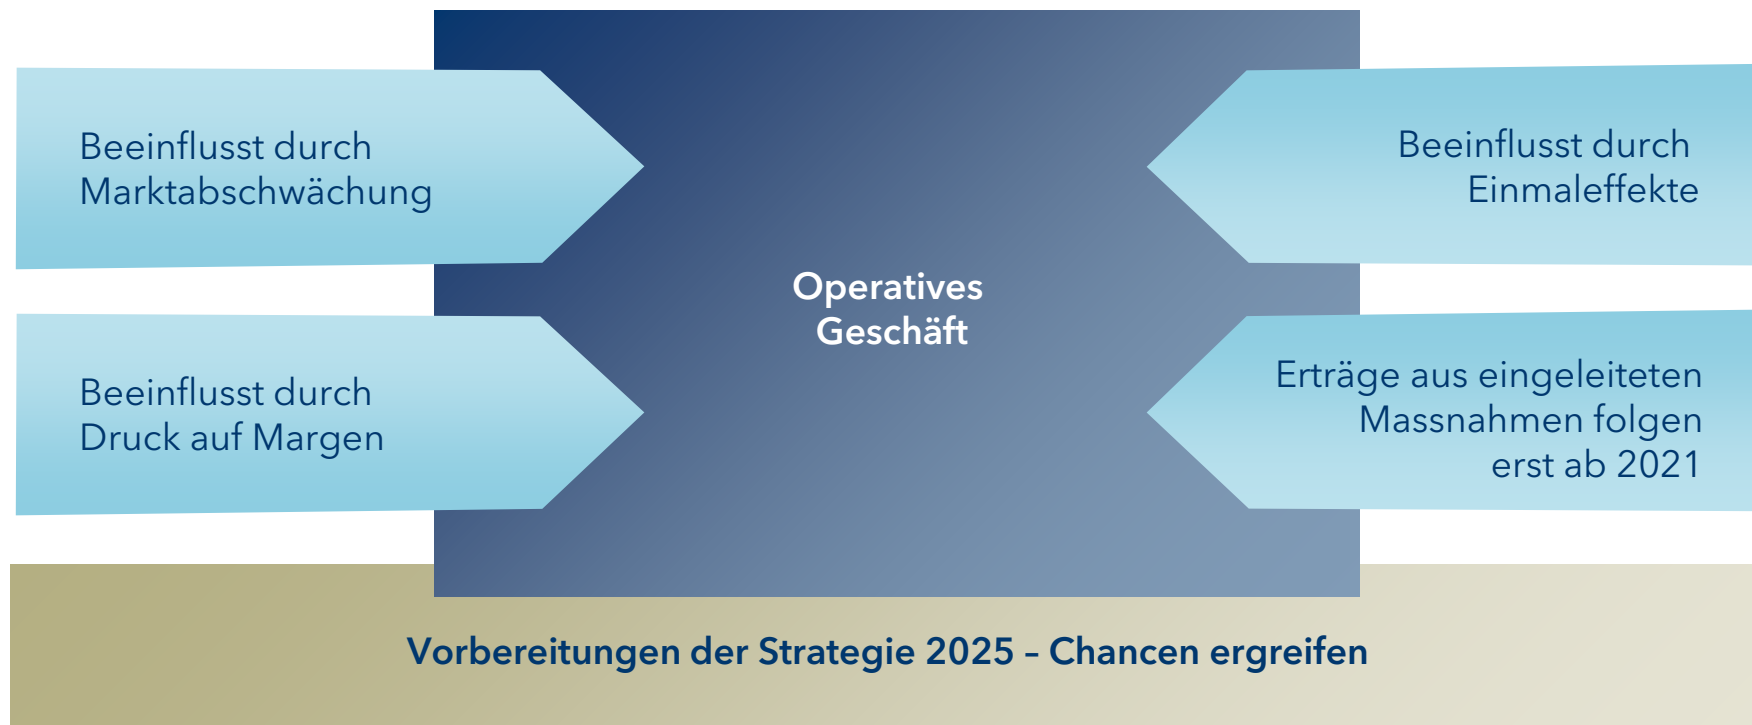 Beeinflusst durch
Marktabschwächung
Beeinflusst durch
Druck auf Margen
Operatives
Geschäft
Beeinflusst durch
Einmaleffekte
Erträge aus eingeleiteten
Massnahmen folgen
erst ab 2021
Vorbereitungen der Strategie 2025 – Chancen ergreifen